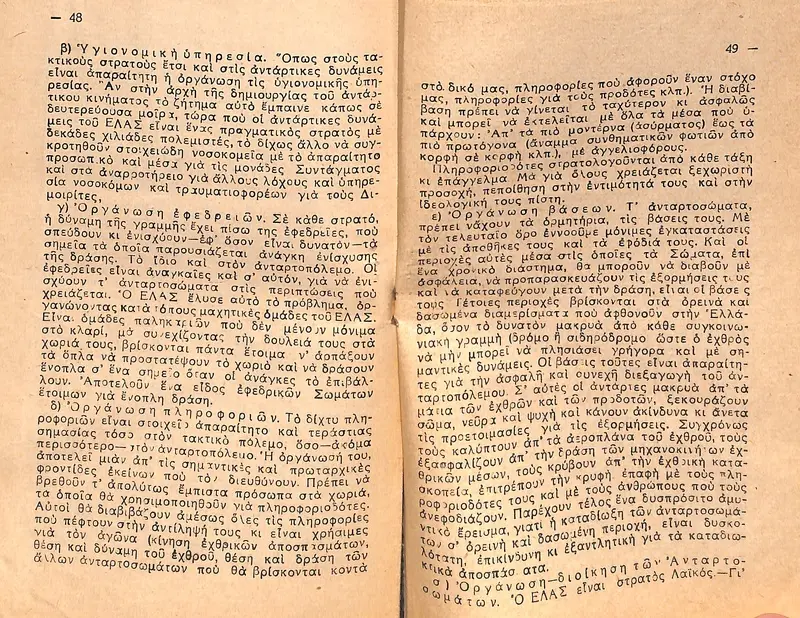 — 48
β) Ὑγιονομικὴ ὑπηρεσία. Ὅπως στοὺς τα-
κτικοὺς στρατοὺς ἔτσι καὶ στὶς ἀντάρτικες δυνάμεις
εἶναι ἀπαραίτητη ἡ ὀργάνωση τὶς ὑγιονομικῆς ὑπη-
ρεσίας. Ἂν στὴν ἀρχὴ τῆς δημιουργίας τοῦ ἀντάρ-
τικου κινήματος τὸ ζήτημα αὐτὸ ἔμπαινε κάπως σὲ
δευτερεύουσα μοῖρα, τώρα ποὺ οἱ ἀντάρτικες δυνά-
μεις τοῦ ΕΛΑΣ εἶναι ἕνας πραγματικὸς στρατὸς μὲ
δεκάδες χιλιάδες πολεμιστές, τὸ δίχως ἄλλο νὰ συγ-
κροτηθοῦν στοιχειώδη νοσοκομεῖα μὲ τὸ ἀπαραίτητο
προσωπικὸ καὶ μέσα γιὰ τὶς μονάδες Συντάγματος
καὶ στὰ ἀναρροτήρειο γιὰ ἄλλους λόχους καὶ ὑπηρε-
σία νοσοκόμων καὶ τραυματιοφορέων γιὰ τοὺς Δι-
μοιρίτες,
γ) Ὀργάνωση ἐφεδρειῶν. Σὲ κάθε στρατό,
ἡ δύναμη τῆς γραμμῆς ἔχει πίσω της ἐφεδρεῖες, ποὺ
σπεύδουν κι ἐνισχύουν—ἐφ' ὅσον εἶναι δυνατόν—τὰ
σημεῖα τὰ ὁποῖα παρουσιάζεται ἀνάγκη ἐνίσχυσης
τῆς δράσης. Τὸ ἴδιο καὶ στὸν ἀνταρτοπόλεμο. Οἱ
ἐφεδρεῖες εἶναι ἀναγκαῖες καὶ σ' αὐτόν, γιὰ νὰ ἐνι-
σχύουν τ' ἀνταρτοσώματα στὶς περιπτώσεις ποὺ
χρειάζεται. Ὁ ΕΛΑΣ ἔλυσε αὐτὸ τὸ πρόβλημα, ὀρ-
γανώνοντας κατὰ τόπους μαχητικὲς ὁμάδες τοῦ ΕΛΑΣ.
Εἶναι ὁμάδες παληκαριῶν ποὺ δὲν μένουν μόνιμα
στὸ κλαρί, μὰ συνεχίζοντας τὴν δουλειά τους στὰ
χωριά τους, βρίσκονται πάντα ἕτοιμα ν' ἁρπάξουν
τὰ ὅπλα νὰ προστατέψουν τὸ χωριὸ καὶ νὰ δράσουν
ἔνοπλα σ' ἕνα σημεῖο ὅταν οἱ ἀνάγκες τὸ ἐπιβάλ-
λουν. Ἀποτελοῦν ἕνα εἶδος ἐφεδρικῶν Σωμάτων
ἕτοιμων γιὰ ἔνοπλη δράση.
δ) Ὀργάνωση πληροφοριῶν. Τὸ δίχτυ πλη-
ροφοριῶν εἶναι στοιχεῖο ἀπαραίτητο καὶ τεράστιας
σημασίας τόσο στὸν τακτικὸ πόλεμο, ὅσο—ἀκόμα
περισσότερο—στὸν ἀνταρτοπόλεμο. Ἡ ὀργάνωσή του,
ἀποτελεῖ μιὰν ἀπ' τὶς σημαντικὲς καὶ πρωταρχικὲς
φροντίδες ἐκείνων ποὺ τὸν διευθύνουν. Πρέπει νὰ
βρεθοῦν τ' ἀπολύτως ἔμπιστα πρόσωπα στὰ χωριά,
τὰ ὁποῖα θὰ χρησιμοποιηθοῦν γιὰ πληροφοριοδότες.
Αὐτοὶ θὰ διαβιβάζουν ἀμέσως ὅλες τὶς πληροφορίες
ποὺ πέφτουν στὴν ἀντίληψή τους κι εἶναι χρήσιμες
γιὰ τὸν ἀγῶνα (κίνηση ἐχθρικῶν ἀποσπασμάτων,
θέση καὶ δύναμη τοῦ ἐχθροῦ, θέση καὶ δράση τῶν
ἄλλων ἀνταρτοσωμάτων ποὺ θὰ βρίσκονται κοντὰ
49 —
στὸ δικό μας, πληροφορίες ποὺ ἀφοροῦν ἕναν στόχο
μας, πληροφορίες γιὰ τοὺς προδότες κλπ.). Ἡ διαβί-
βαση πρέπει νὰ γίνεται τὸ ταχύτερον κι ἀσφαλῶς
καὶ μπορεῖ νὰ ἐκτελεῖται μὲ ὅλα τὰ μέσα ποὺ ὑ-
πάρχουν: Ἀπ' τὰ πιὸ μοντέρνα (ἀσύρματος) ἕως τὰ
πιὸ πρωτόγονα (ἄναμμα συνθηματικῶν φωτιῶν ἀπὸ
κορφὴ σὲ κορφὴ κλπ.), μὲ ἀγγελιοφόρους.
Πληροφοριοδότες στρατολογοῦνται ἀπὸ κάθε τάξη
κι ἐπάγγελμα. Μὰ γιὰ ὅλους χρειάζεται ξεχωριστὴ
προσοχή, πεποίθηση στὴν ἐντιμότητά τους καὶ στὴν
ἰδεολογική τους πίστη.
ε) Ὀργάνωση βάσεων. Τ' ἀνταρτοσώματα,
πρέπει νάχουν τὰ ὁρμητήρια, τὶς βάσεις τους. Μὲ
τὸν τελευταῖο ὅρο ἐννοοῦμε μόνιμες ἐγκαταστάσεις
μὲ τὶς ἀποθῆκες τους καὶ τὰ ἐφόδιά τους. Καὶ οἱ
περιοχὲς αὐτὲς μέσα στὶς ὁποῖες τὰ Σώματα, ἐπὶ
ἕνα χρονικὸ διάστημα, θὰ μποροῦν νὰ διαβοῦν μὲ
ἀσφάλεια, νὰ προπαρασκευάζουν τὶς ἐξορμήσεις τους
καὶ νὰ καταφεύγουν μετὰ τὴν δράση, εἶναι οἱ βάσεις
τους. Τέτοιες περιοχὲς βρίσκονται στὰ ὀρεινὰ καὶ
δασωμένα διαμερίσματα ποὺ ἀφθονοῦν στὴν Ἑλλά-
δα, ὅσον τὸ δυνατὸν μακρυὰ ἀπὸ κάθε συγκοινω-
νιακὴ γραμμὴ (δρόμο ἢ σιδηρόδρομο ὥστε ὁ ἐχθρὸς
νὰ μὴν μπορεῖ νὰ πλησιάσει γρήγορα καὶ μὲ ση-
μαντικὲς δυνάμεις. Οἱ βάσεις τοῦτες εἶναι ἀπαραίτη-
τες γιὰ τὴν ἀσφαλῆ καὶ συνεχῆ διεξαγωγὴ τοῦ ἀν-
ταρτοπόλεμου. Σ' αὐτὲς οἱ ἀντάρτες μακρυὰ ἀπ' τὰ
μάτια τῶν ἐχθρῶν καὶ τῶν προδοτῶν, ξεκουράζουν
σῶμα, νεῦρα καὶ ψυχὴ καὶ κάνουν ἀκίνδυνα κι ἄνετα
τὶς προετοιμασίες γιὰ τὶς ἐξορμήσεις. Συγχρόνως
τοὺς καλύπτουν ἀπ' τὰ ἀεροπλάνα τοῦ ἐχθροῦ, τοὺς
ἐξασφαλίζουν ἀπ' τὴν δράση τῶν μηχανοκινήτων ἐχ-
θρικῶν μέσων, τοὺς κρύβουν ἀπ' τὴν ἐχθρικὴ κατα-
σκοπεία, ἐπιτρέπουν τὴν κρυφὴ ἐπαφὴ μὲ τοὺς πλη-
ροφοριοδότες τους καὶ μὲ τοὺς ἀνθρώπους ποὺ τοὺς
ἀνεφοδιάζουν. Παρέχουν τέλος ἕνα δυσπρόσιτο ἀμυ-
ντικὸ ἔρεισμα, γιατὶ ἡ καταδίωξη τῶν ἀνταρτοσωμά-
των σ' ὀρεινὴ καὶ δασωμένη περιοχή, εἶναι δυσκο-
λότατη, ἐπικίνδυνη κι ἐξαντλητικὴ γιὰ τὰ καταδιω-
κτικὰ ἀποσπάσματα.
σ) Ὀργάνωση—διοίκηση τῶν Ἀνταρτο-
σωμάτων. Ὁ ΕΛΑΣ εἶναι στρατὸς Λαϊκός.—Γι'